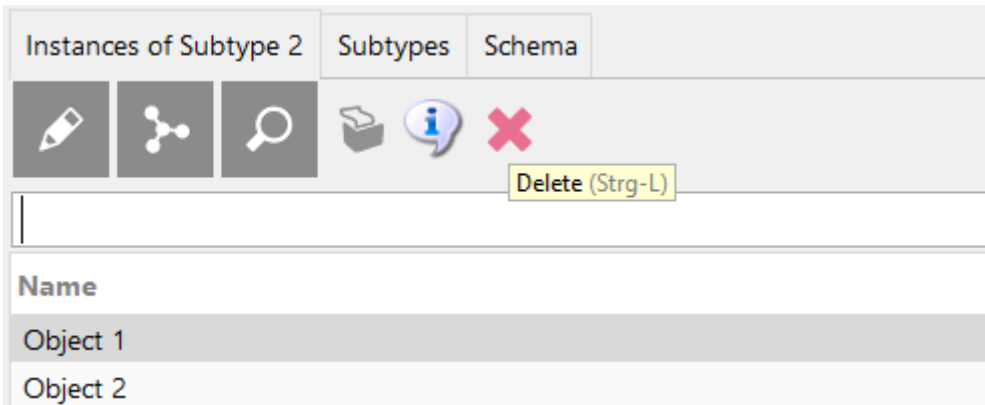 Instances of Subtype 2 Subtypes Schema
Delete (Strg-L)
Name
Object 1
Object 2